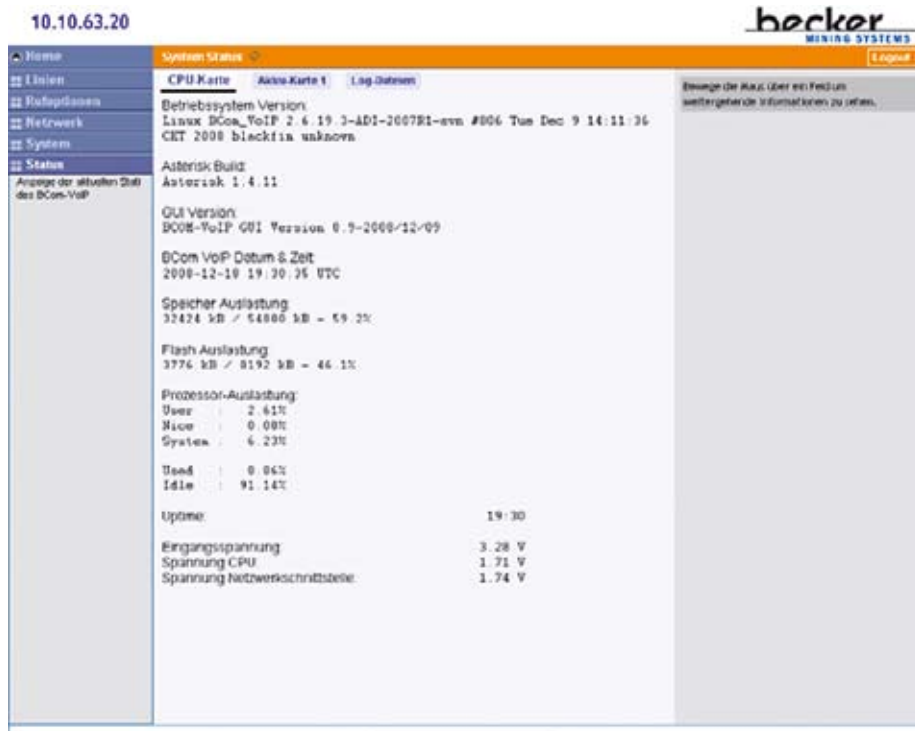 10.10.63.20
becker
MINING SYSTEMS
Home
System Status
Logout
Linien
Rufoptionen
Netzwerk
System
Status
Anzeige der aktuellen Stati
des BCom-VoIP
CPU-Karte Akku-Karte 1 Log-Dateien
Betriebssystem Version:
Linux BCom_VoIP 2.6.19.3-ADI-2007R1-svn #806 Tue Dec 9 14:11:36
CET 2008 blackfin unknown
Asterisk Build:
Asterisk 1.4.11
GUI Version:
BCOM-VoIP GUI Version 0.9-2008/12/09
BCom VoIP Datum & Zeit:
2008-12-10 19:30:35 UTC
Speicher Auslastung:
32424 kB / 54800 kB = 59.2%
Flash Auslastung:
3776 kB / 8192 kB = 46.1%
Prozessor-Auslastung:
User : 2.61%
Nice : 0.00%
System : 6.23%
Used : 8.86%
Idle : 91.14%
Uptime: 19:30
Eingangsspannung: 3.28 V
Spannung CPU: 1.71 V
Spannung Netzwerkschnittstelle: 1.74 V
Bewege die Maus über ein Feld um
weitergehende Informationen zu sehen.